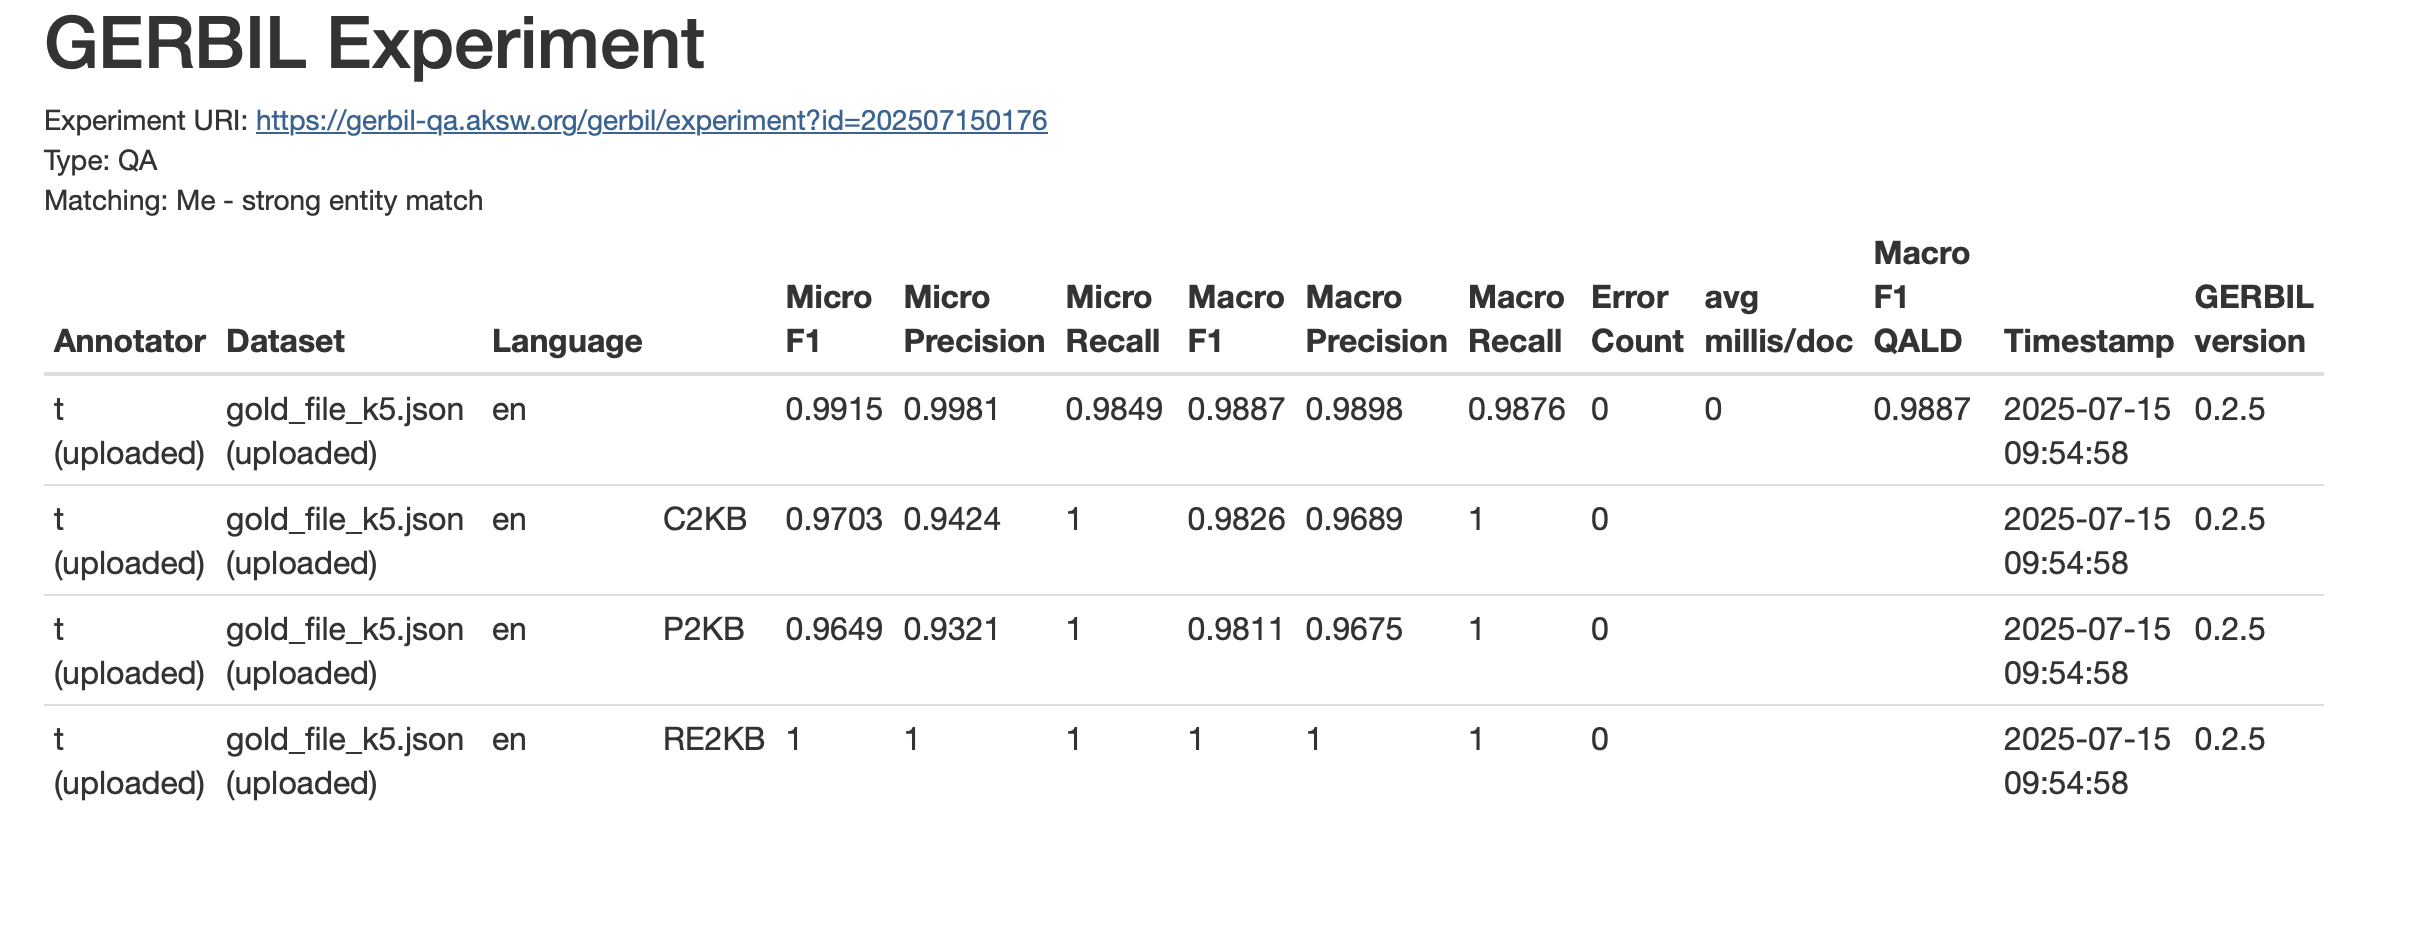 GERBIL Experiment
Experiment URI: https://gerbil-qa.aksw.org/gerbil/experiment?id=202507150176
Type: QA
Matching: Me - strong entity match
Annotator Dataset Language Micro F1 Micro Precision Micro Recall Macro F1 Macro Precision Macro Recall Error Count avg millis/doc Macro F1 QALD Timestamp GERBIL version
t gold_file_k5.json en 0.9915 0.9981 0.9849 0.9887 0.9898 0.9876 0 0 0.9887 2025-07-15 0.2.5
(uploaded) (uploaded) 09:54:58
t gold_file_k5.json en C2KB 0.9703 0.9424 1 0.9826 0.9689 1 0 2025-07-15 0.2.5
(uploaded) (uploaded) 09:54:58
t gold_file_k5.json en P2KB 0.9649 0.9321 1 0.9811 0.9675 1 0 2025-07-15 0.2.5
(uploaded) (uploaded) 09:54:58
t gold_file_k5.json en RE2KB 1 1 1 1 1 1 0 2025-07-15 0.2.5
(uploaded) (uploaded) 09:54:58